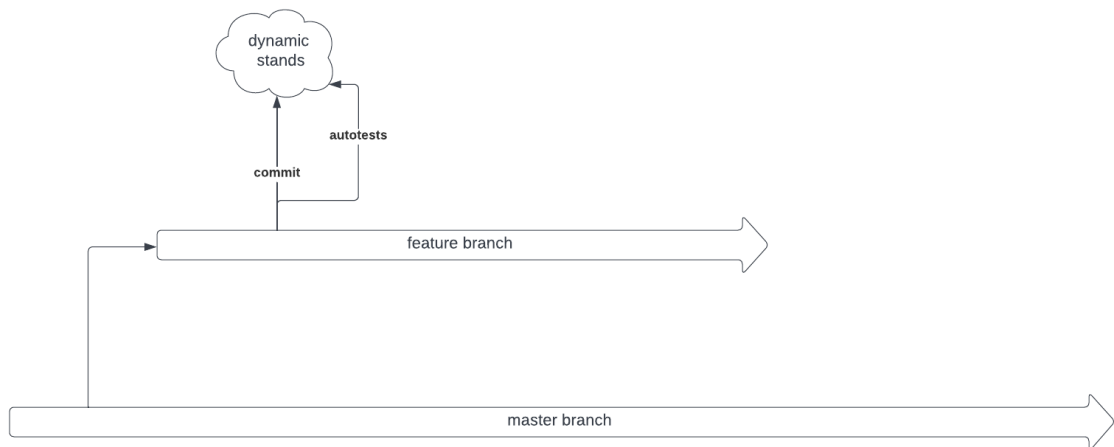 dynamic
stands
autotests
commit
feature branch
master branch